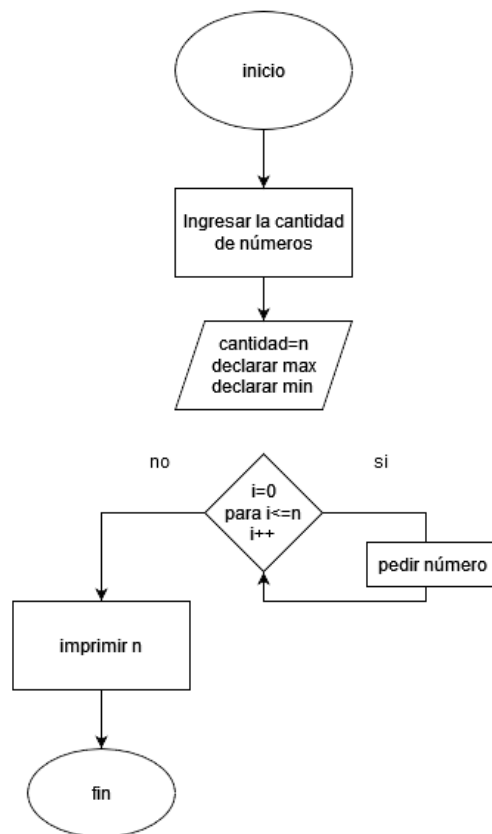 inicio
Ingresar la cantidad
de números
cantidad=n
declarar max
declarar min
no
si
i=0
para i<=n
i++
pedir número
imprimir n
fin